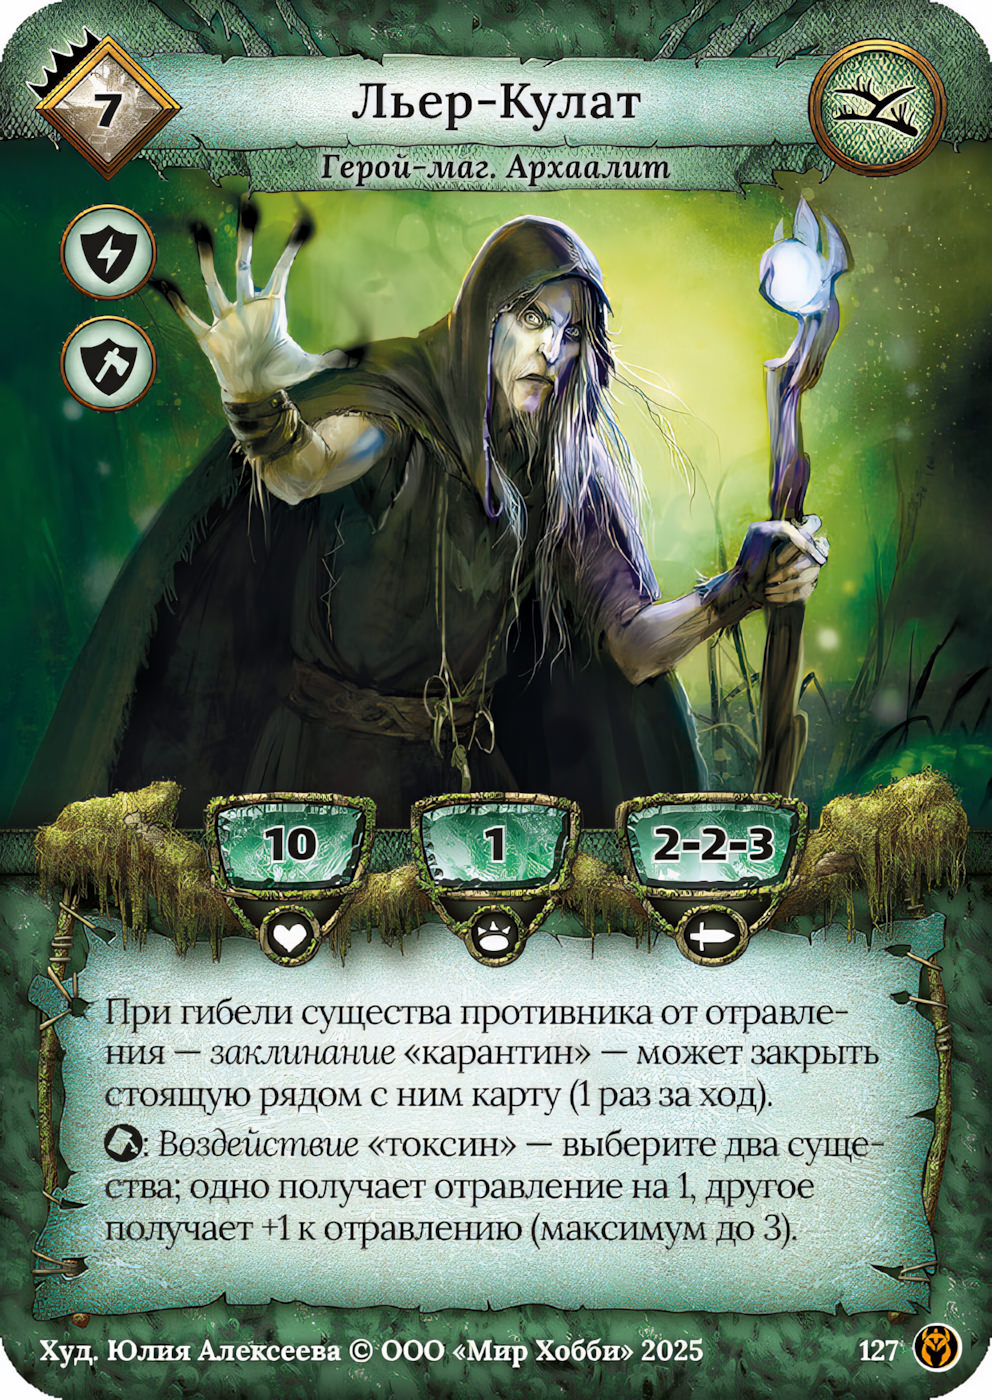 7
Льер-Кулат
Герой-маг. Архаалит
10
1
2-2-3
При гибели существа противника от отравле-
ния — заклинание «карантин» — может закрыть
стоящую рядом с ним карту (1 раз за ход).
: Воздействие «токсин» — выберите два суще-
ства; одно получает отравление на 1, другое
получает +1 к отравлению (максимум до 3).
Худ. Юлия Алексеева © ООО «Мир Хобби» 2025
127